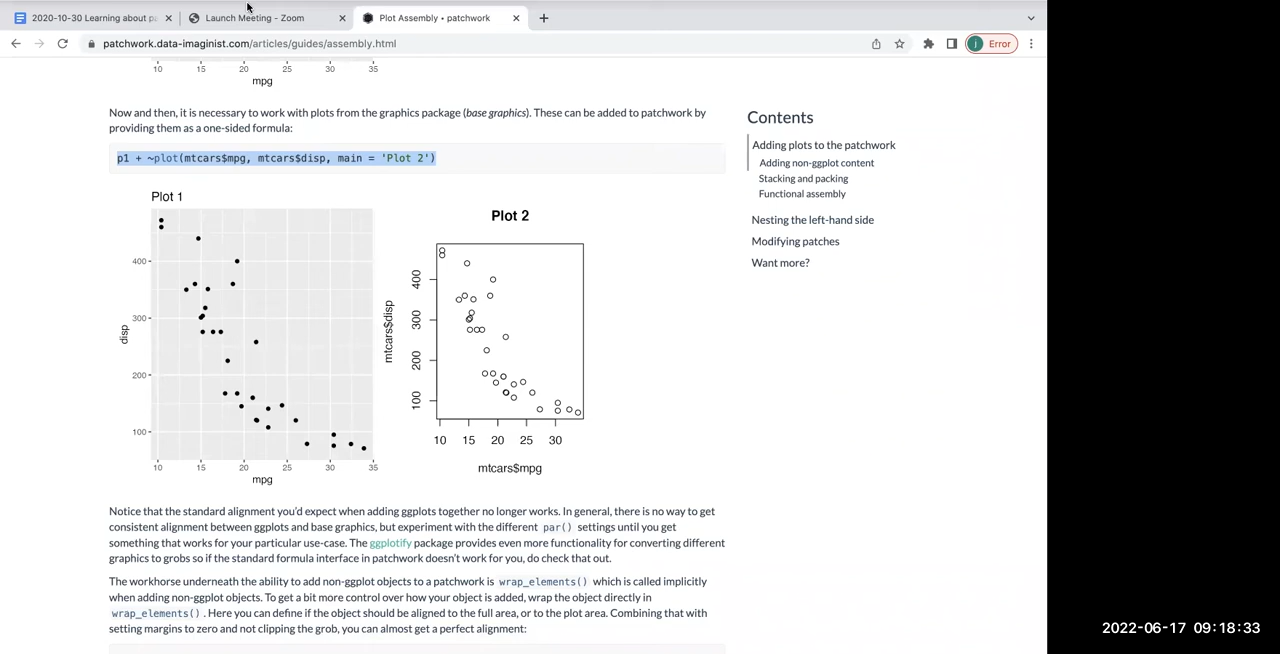 2020-10-30 Learning about pa
Launch Meeting - Zoom
Plot Assembly • patchwork
patchwork.data-imaginist.com/articles/guides/assembly.html
j
Error
10 15 20 25 30 35
mpg
Now and then, it is necessary to work with plots from the graphics package (base graphics). These can be added to patchwork by
providing them as a one-sided formula:
p1 + ~plot(mtcars$mpg, mtcars$disp, main = 'Plot 2')
Plot 1
400
300
200
100
disp
10 15 20 25 30 35
mpg
Plot 2
400
300
200
100
mtcars$disp
10 15 20 25 30
mtcars$mpg
Notice that the standard alignment you'd expect when adding ggplots together no longer works. In general, there is no way to get
consistent alignment between ggplots and base graphics, but experiment with the different par() settings until you get
something that works for your particular use-case. The ggplotify package provides even more functionality for converting different
graphics to grobs so if the standard formula interface in patchwork doesn't work for you, do check that out.
The workhorse underneath the ability to add non-ggplot objects to a patchwork is wrap_elements() which is called implicitly
when adding non-ggplot objects. To get a bit more control over how your object is added, wrap the object directly in
wrap_elements(). Here you can define if the object should be aligned to the full area, or to the plot area. Combining that with
setting margins to zero and not clipping the grob, you can almost get a perfect alignment:
Contents
Adding plots to the patchwork
Adding non-ggplot content
Stacking and packing
Functional assembly
Nesting the left-hand side
Modifying patches
Want more?
2022-06-17 09:18:33